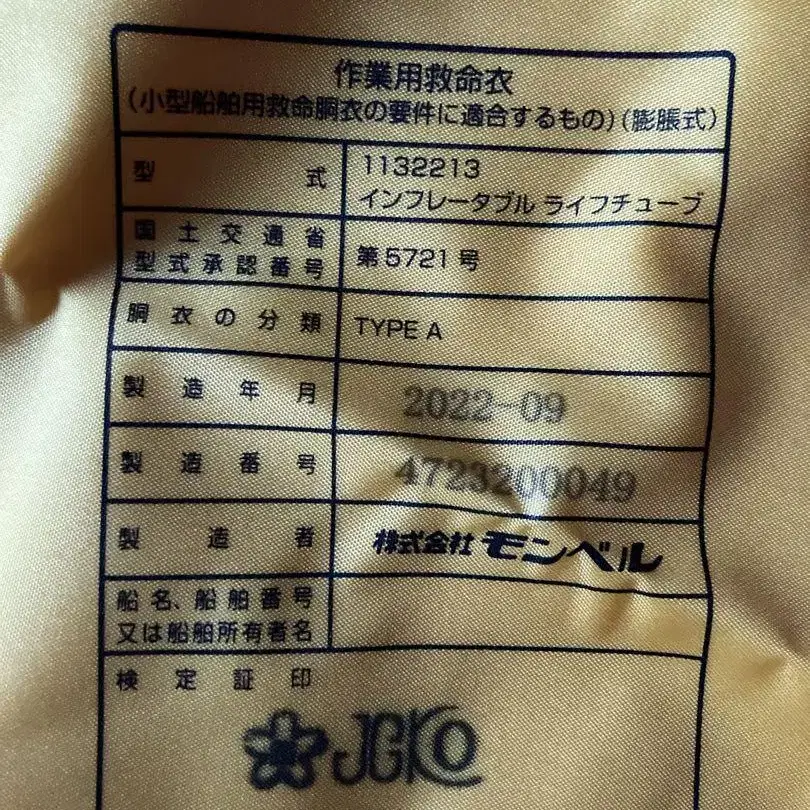 作業用救命衣
(小型船舶用救命胴衣の要件に適合するもの)(膨脹式)
型式 1132213
インフレータブル ライフチューブ
国土交通省
型式承認番号 第5721号
胴衣の分類 TYPE A
製造年月 2022-09
製造番号 4723200049
製造者 株式会社 モンベル
船名、船舶番号
又は船舶所有者名
検定証印
JCI